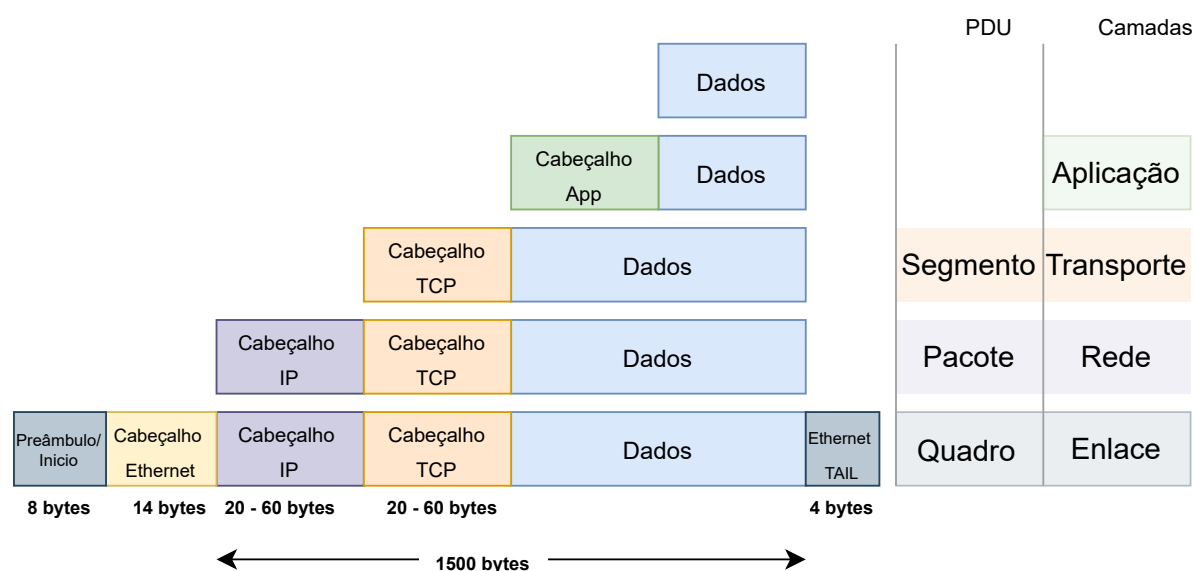 PDU
Camadas
Dados
Cabeçalho
App
Dados
Aplicação
Cabeçalho
TCP
Dados
Segmento
Transporte
Cabeçalho
IP
Cabeçalho
TCP
Dados
Pacote
Rede
Preâmbulo/
Inicio
Cabeçalho
Ethernet
Cabeçalho
IP
Cabeçalho
TCP
Dados
Ethernet
TAIL
Quadro
Enlace
8 bytes
14 bytes
20 - 60 bytes
20 - 60 bytes
4 bytes
1500 bytes